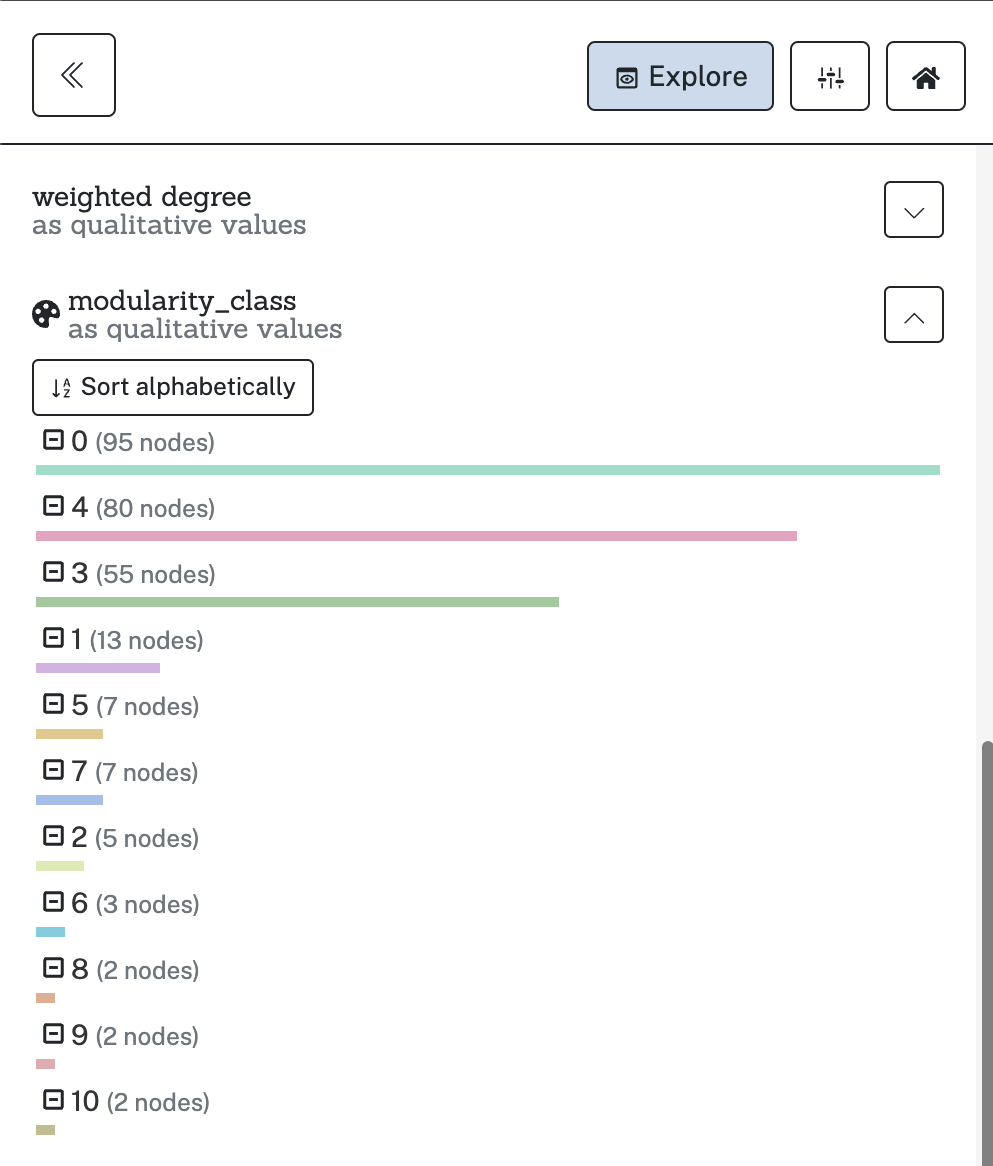 Explore
weighted degree
as qualitative values
modularity_class
as qualitative values
Sort alphabetically
0 (95 nodes)
4 (80 nodes)
3 (55 nodes)
1 (13 nodes)
5 (7 nodes)
7 (7 nodes)
2 (5 nodes)
6 (3 nodes)
8 (2 nodes)
9 (2 nodes)
10 (2 nodes)